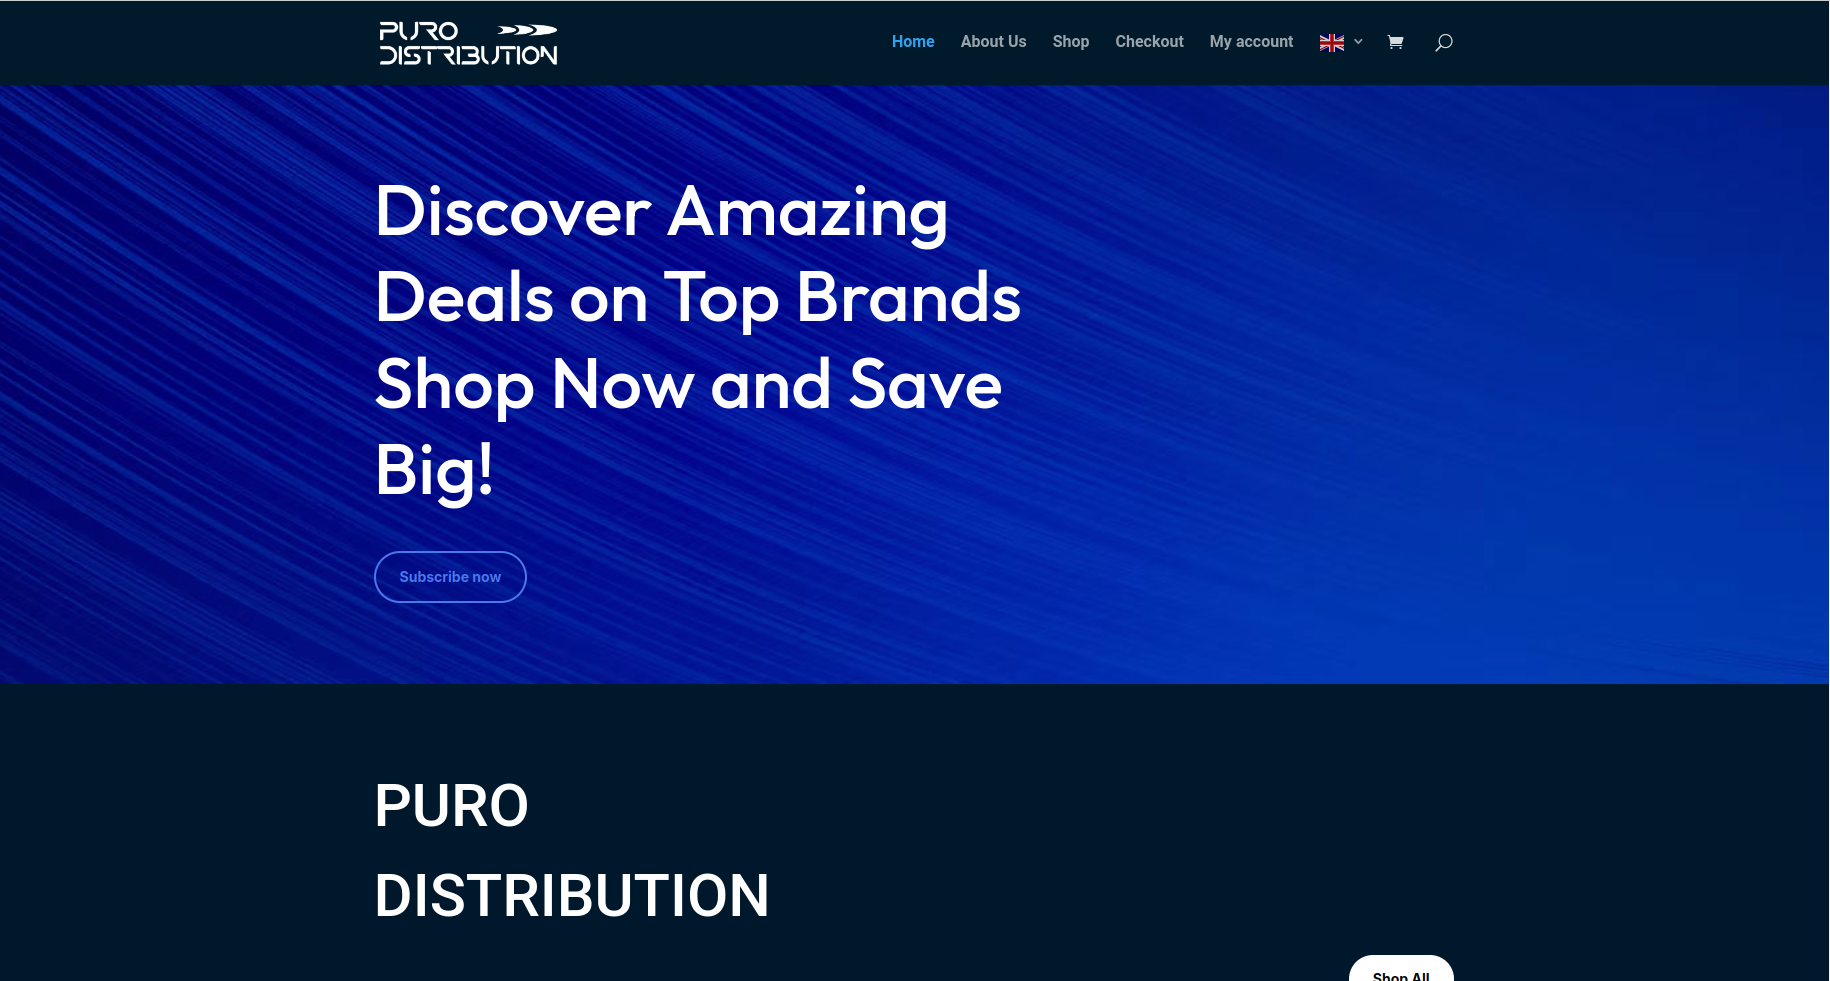 PURO
DISTRIBUTION
Home About Us Shop Checkout My account
Discover Amazing
Deals on Top Brands
Shop Now and Save
Big!
Subscribe now
PURO
DISTRIBUTION
Shop All